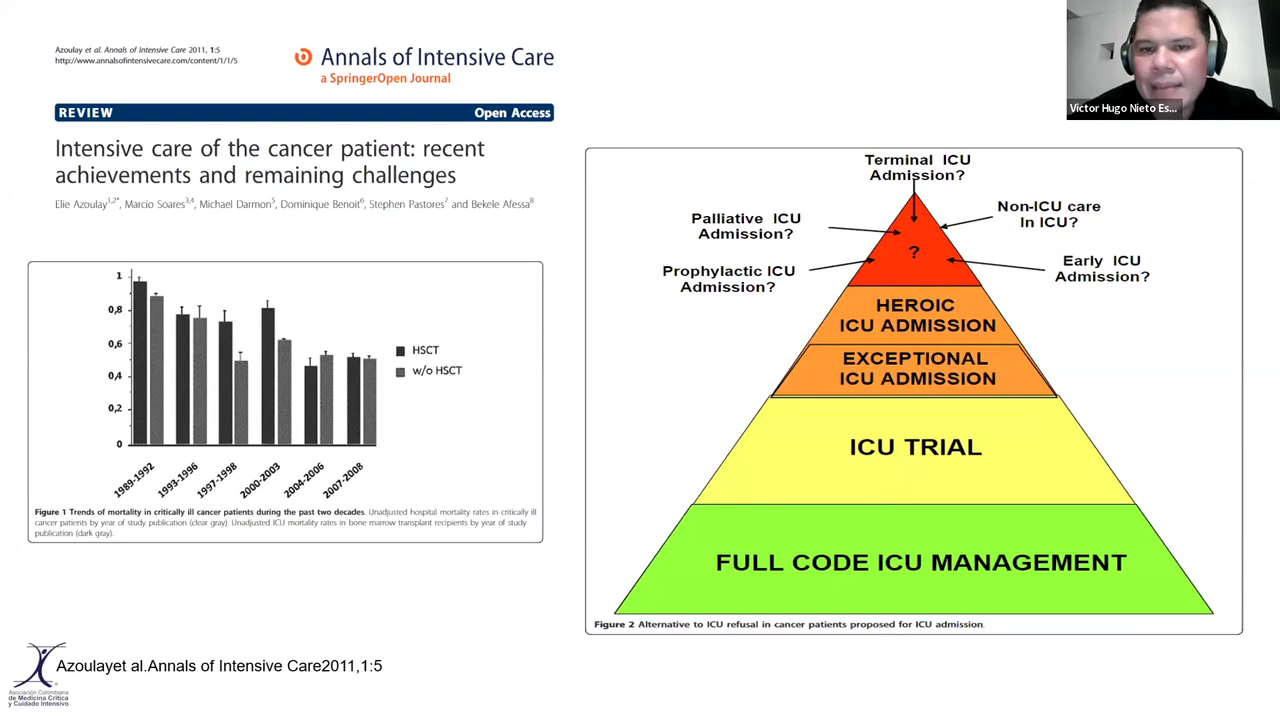 Azoulay et al. Annals of Intensive Care 2011, 1:5
http://www.annalsofintensivecare.com/content/1/1/5
Annals of Intensive Care
a SpringerOpen Journal
REVIEW
Open Access
Intensive care of the cancer patient: recent
achievements and remaining challenges
Elie Azoulay1,2*, Marcio Soares3,4, Michael Darmon5, Dominique Benoit6, Stephen Pastores7 and Bekele Afessa8
1
0,8
0,6
0,4
0,2
0
HSCT
w/o HSCT
1989-1992
1993-1996
1997-1998
2000-2003
2004-2006
2007-2008
Figure 1 Trends of mortality in critically ill cancer patients during the past two decades. Unadjusted hospital mortality rates in critically ill
cancer patients by year of study publication (clear gray). Unadjusted ICU mortality rates in bone marrow transplant recipients by year of study
publication (dark gray).
Victor Hugo Nieto Es...
Terminal ICU
Admission?
Palliative ICU
Admission?
Non-ICU care
In ICU?
Prophylactic ICU
Admission?
?
Early ICU
Admission?
HEROIC
ICU ADMISSION
EXCEPTIONAL
ICU ADMISSION
ICU TRIAL
FULL CODE ICU MANAGEMENT
Figure 2 Alternative to ICU refusal in cancer patients proposed for ICU admission.
Azoulayet al.Annals of Intensive Care2011,1:5
Asociación Colombiana
de Medicina Crítica
y Cuidado Intensivo